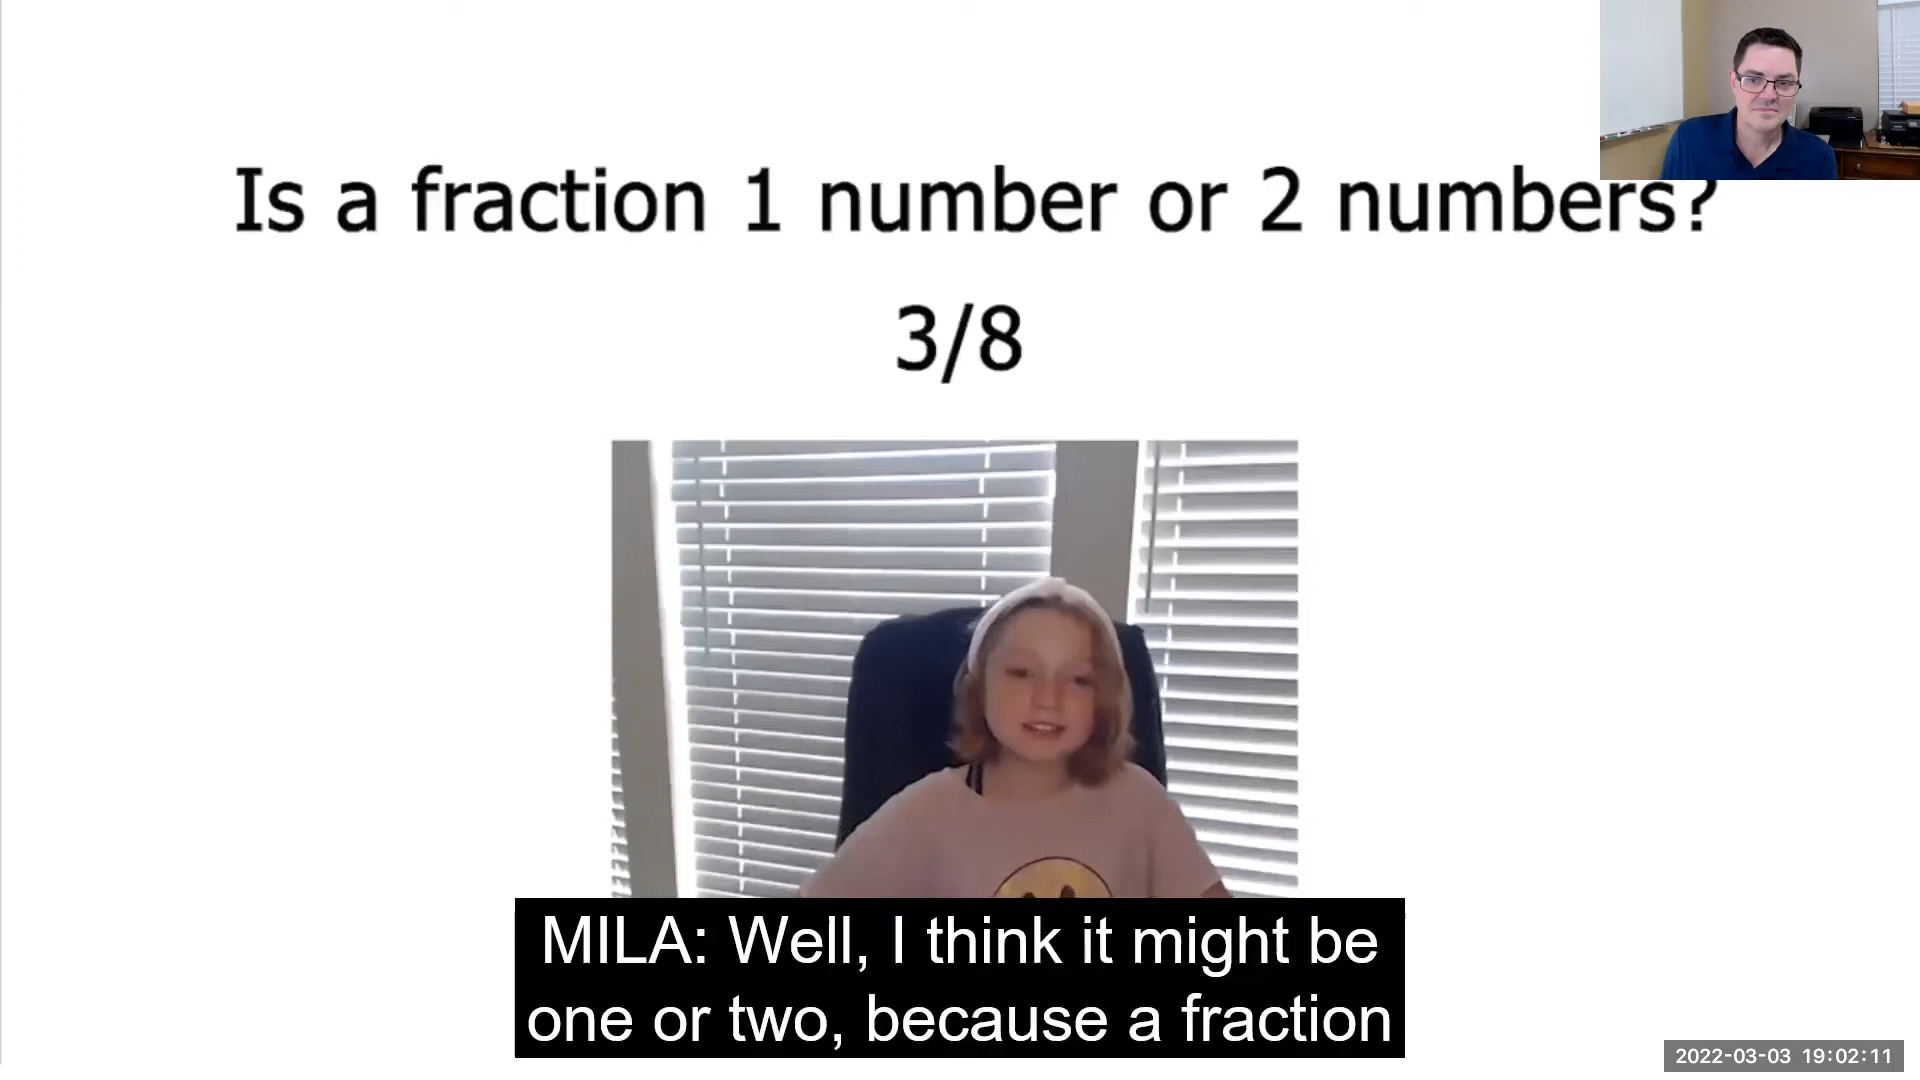 Is a fraction 1 number or 2 numbers?
3/8
MILA: Well, I think it might be
one or two, because a fraction
2022-03-03 19:02:11